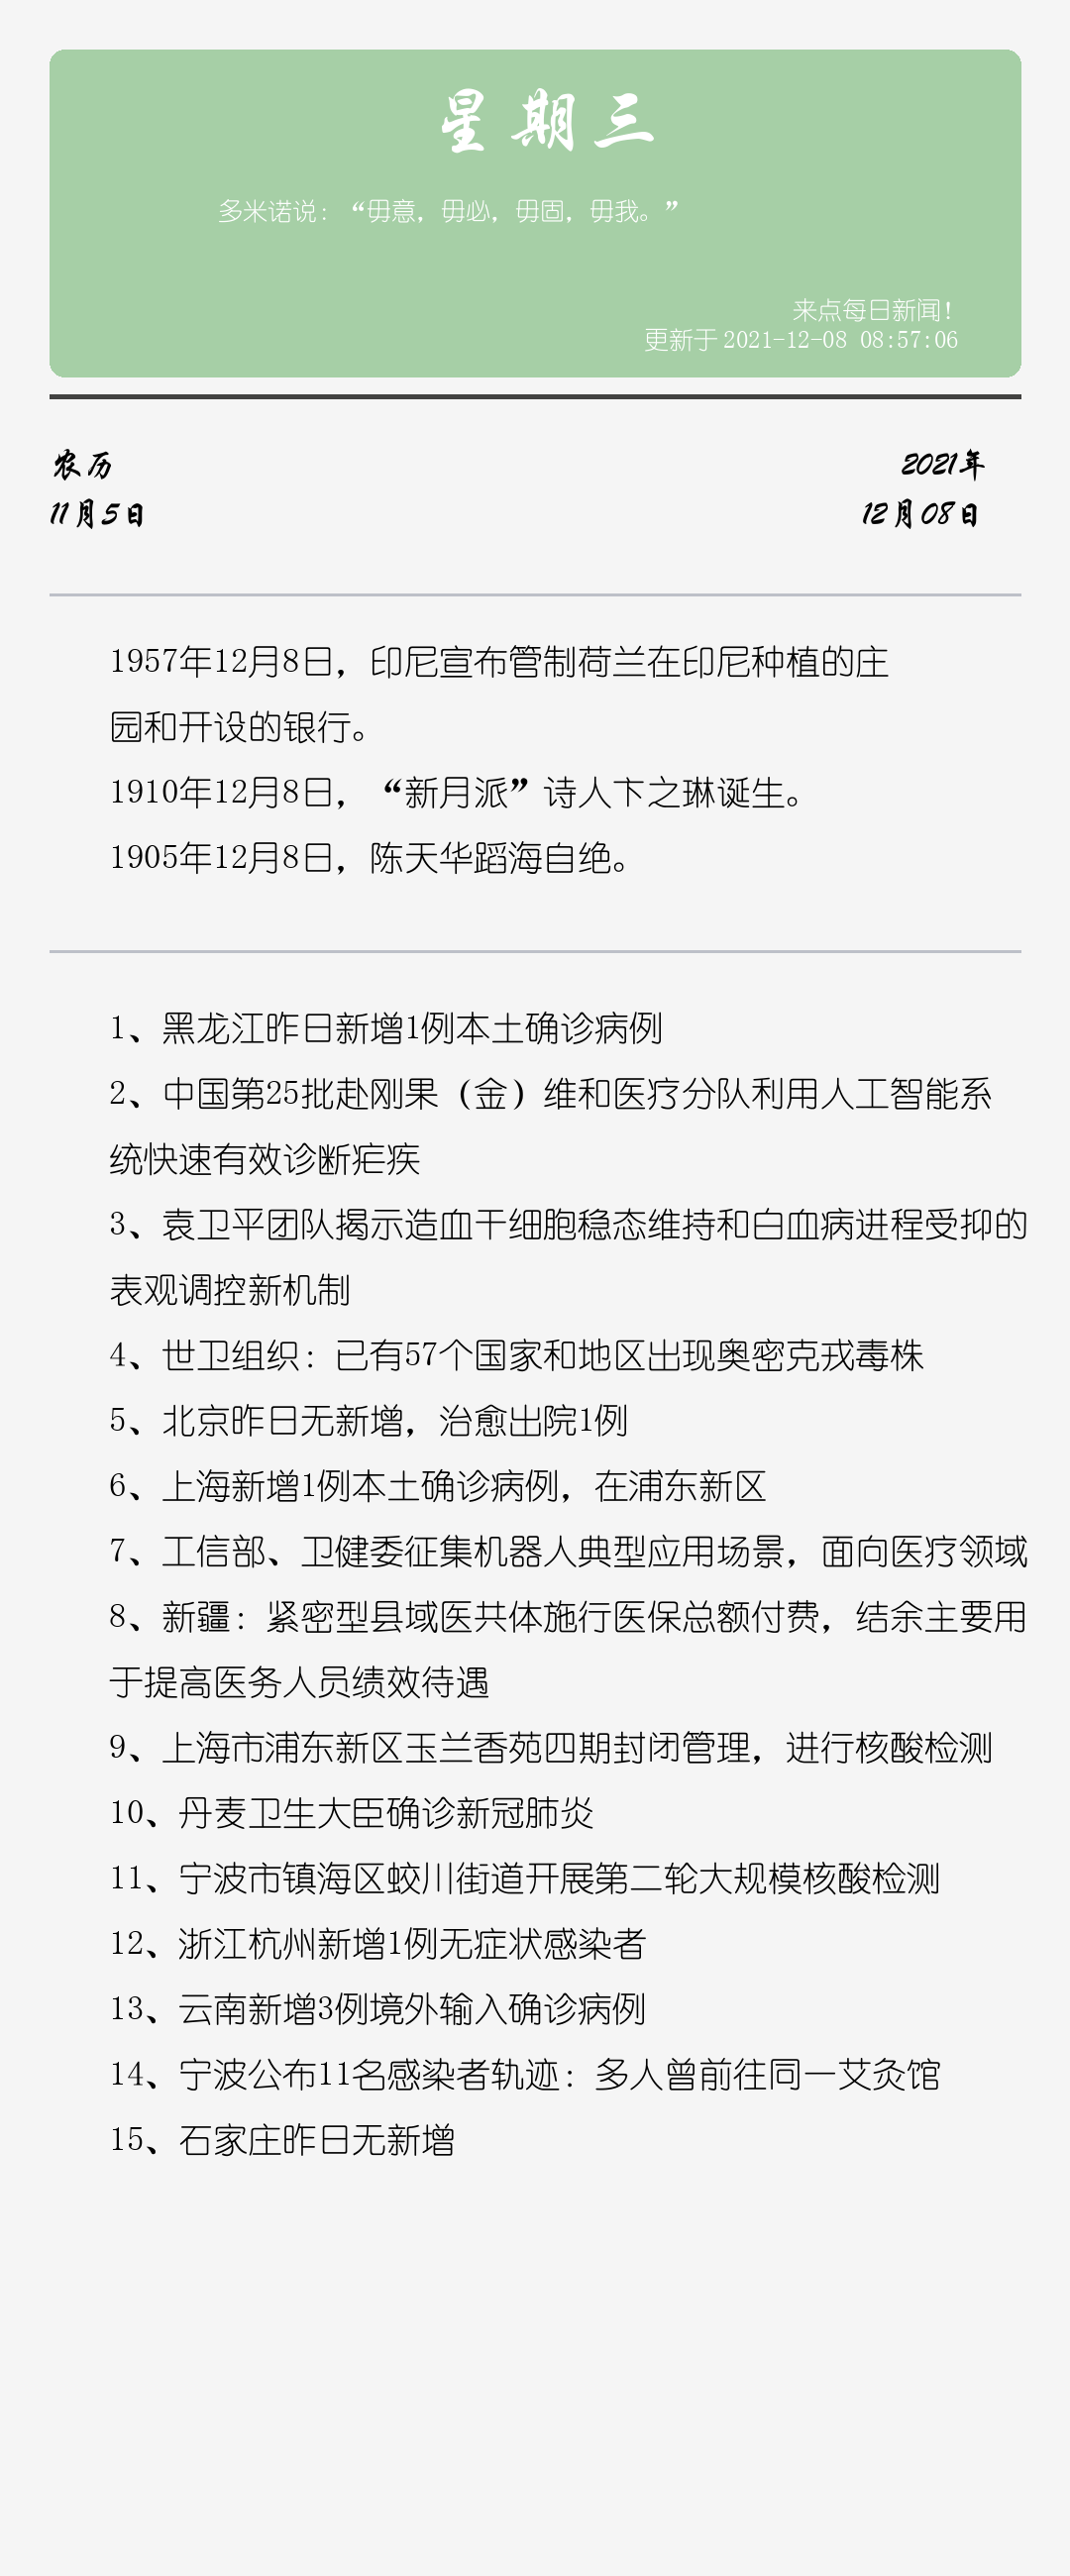 星期三
多米诺说：“毋意，毋必，毋固，毋我。”
来点每日新闻！
更新于2021-12-08 08:57:06
农历
2021年
11月5日
12月08日
1957年12月8日，印尼宣布管制荷兰在印尼种植的庄
园和开设的银行。
1910年12月8日，“新月派”诗人卞之琳诞生。
1905年12月8日，陈天华蹈海自绝。
1、黑龙江昨日新增1例本土确诊病例
2、中国第25批赴刚果（金）维和医疗分队利用人工智能系
统快速有效诊断疟疾
3、袁卫平团队揭示造血干细胞稳态维持和白血病进程受抑的
表观调控新机制
4、世卫组织：已有57个国家和地区出现奥密克戎毒株
5、北京昨日无新增，治愈出院1例
6、上海新增1例本土确诊病例，在浦东新区
7、工信部、卫健委征集机器人典型应用场景，面向医疗领域
8、新疆：紧密型县域医共体施行医保总额付费，结余主要用
于提高医务人员绩效待遇
9、上海市浦东新区玉兰香苑四期封闭管理，进行核酸检测
10、丹麦卫生大臣确诊新冠肺炎
11、宁波市镇海区蛟川街道开展第二轮大规模核酸检测
12、浙江杭州新增1例无症状感染者
13、云南新增3例境外输入确诊病例
14、宁波公布11名感染者轨迹：多人曾前往同一艾灸馆
15、石家庄昨日无新增